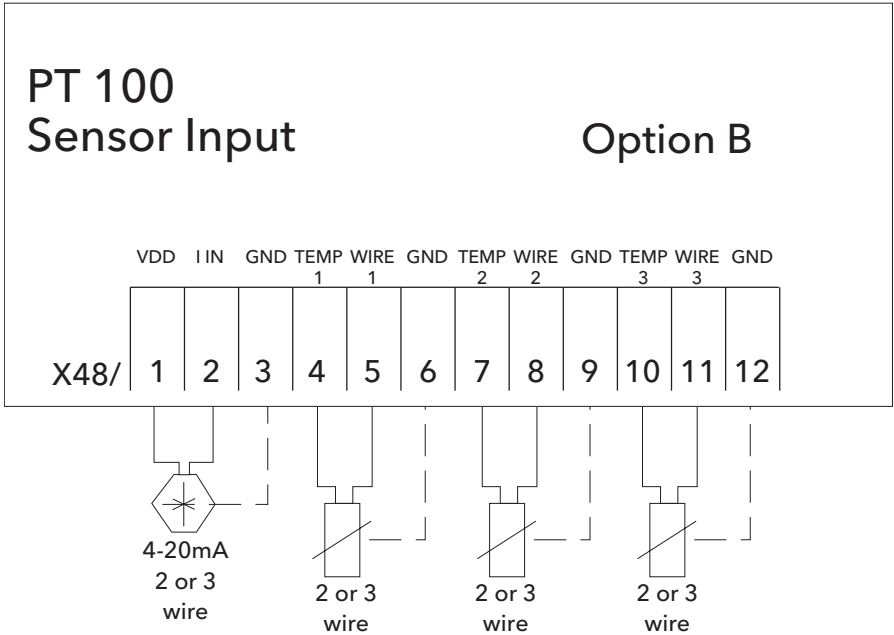 PT 100
Sensor Input
Option B
VDD I IN GND TEMP WIRE GND TEMP WIRE GND TEMP WIRE GND
1 1 2 2 3 3
X48/ 1 2 3 4 5 6 7 8 9 10 11 12
4-20mA
2 or 3
wire
2 or 3
wire
2 or 3
wire
2 or 3
wire